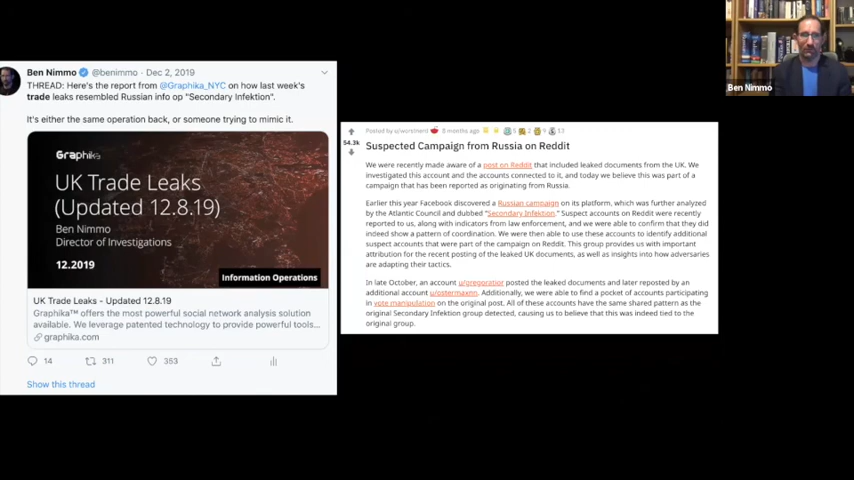 Ben Nimmo @benimmo · Dec 2, 2019
THREAD: Here's the report from @Graphika_NYC on how last week's
trade leaks resembled Russian info op "Secondary Infektion".
It's either the same operation back, or someone trying to mimic it.
Graphika
UK Trade Leaks
(Updated 12.8.19)
Ben Nimmo
Director of Investigations
12.2019
Information Operations
UK Trade Leaks - Updated 12.8.19
Graphika™ offers the most powerful social network analysis solution
available. We leverage patented technology to provide powerful tools...
graphika.com
14 311 353
Show this thread
Posted by u/worstnerd 8 months ago 5 2 9 13
54.3k
Suspected Campaign from Russia on Reddit
We were recently made aware of a post on Reddit that included leaked documents from the UK. We
investigated this account and the accounts connected to it, and today we believe this was part of a
campaign that has been reported as originating from Russia.
Earlier this year Facebook discovered a Russian campaign on its platform, which was further analyzed
by the Atlantic Council and dubbed "Secondary Infektion." Suspect accounts on Reddit were recently
reported to us, along with indicators from law enforcement, and we were able to confirm that they did
indeed show a pattern of coordination. We were then able to use these accounts to identify additional
suspect accounts that were part of the campaign on Reddit. This group provides us with important
attribution for the recent posting of the leaked UK documents, as well as insights into how adversaries
are adapting their tactics.
In late October, an account u/gregoratior posted the leaked documents and later reposted by an
additional account u/ostermaxnn. Additionally, we were able to find a pocket of accounts participating
in vote manipulation on the original post. All of these accounts have the same shared pattern as the
original Secondary Infektion group detected, causing us to believe that this was indeed tied to the
original group.
Ben Nimmo